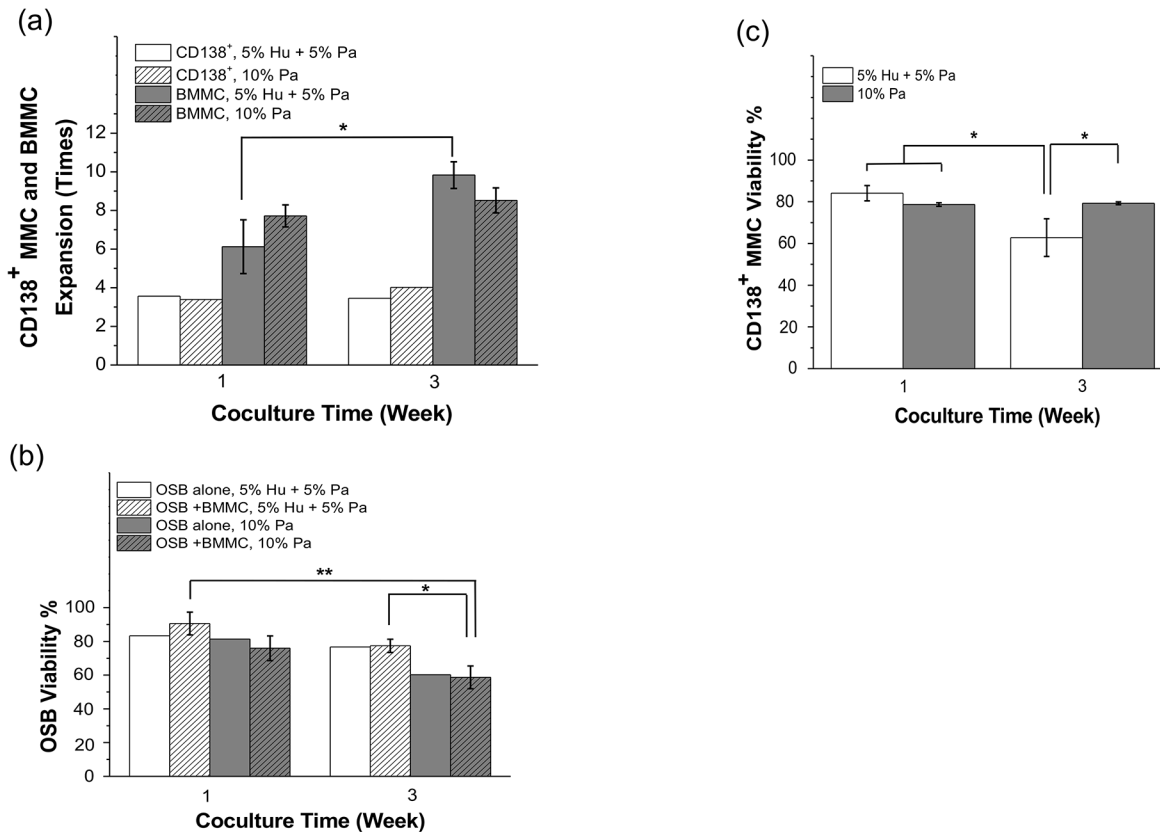 (a)
CD138⁺, 5% Hu + 5% Pa
CD138⁺, 10% Pa
BMMC, 5% Hu + 5% Pa
BMMC, 10% Pa
CD138⁺ MMC and BMMC
Expansion (Times)
12
10
8
6
4
2
0
*
1
3
Coculture Time (Week)
(b)
OSB alone, 5% Hu + 5% Pa
OSB +BMMC, 5% Hu + 5% Pa
OSB alone, 10% Pa
OSB +BMMC, 10% Pa
OSB Viability %
100
80
60
40
20
0
**
*
1
3
Coculture Time (Week)
(c)
5% Hu + 5% Pa
10% Pa
CD138⁺ MMC Viability %
100
80
60
40
20
0
*
*
1
3
Coculture Time (Week)